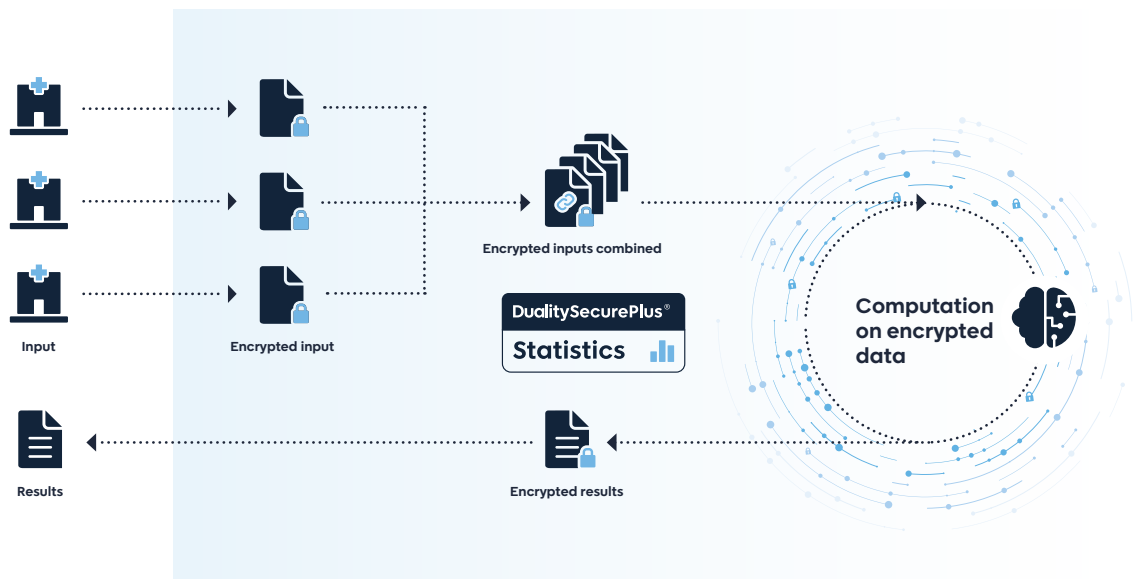 Encrypted inputs combined
DualitySecurePlus®
Statistics
Computation
on encrypted
data
Input
Encrypted input
Results
Encrypted results